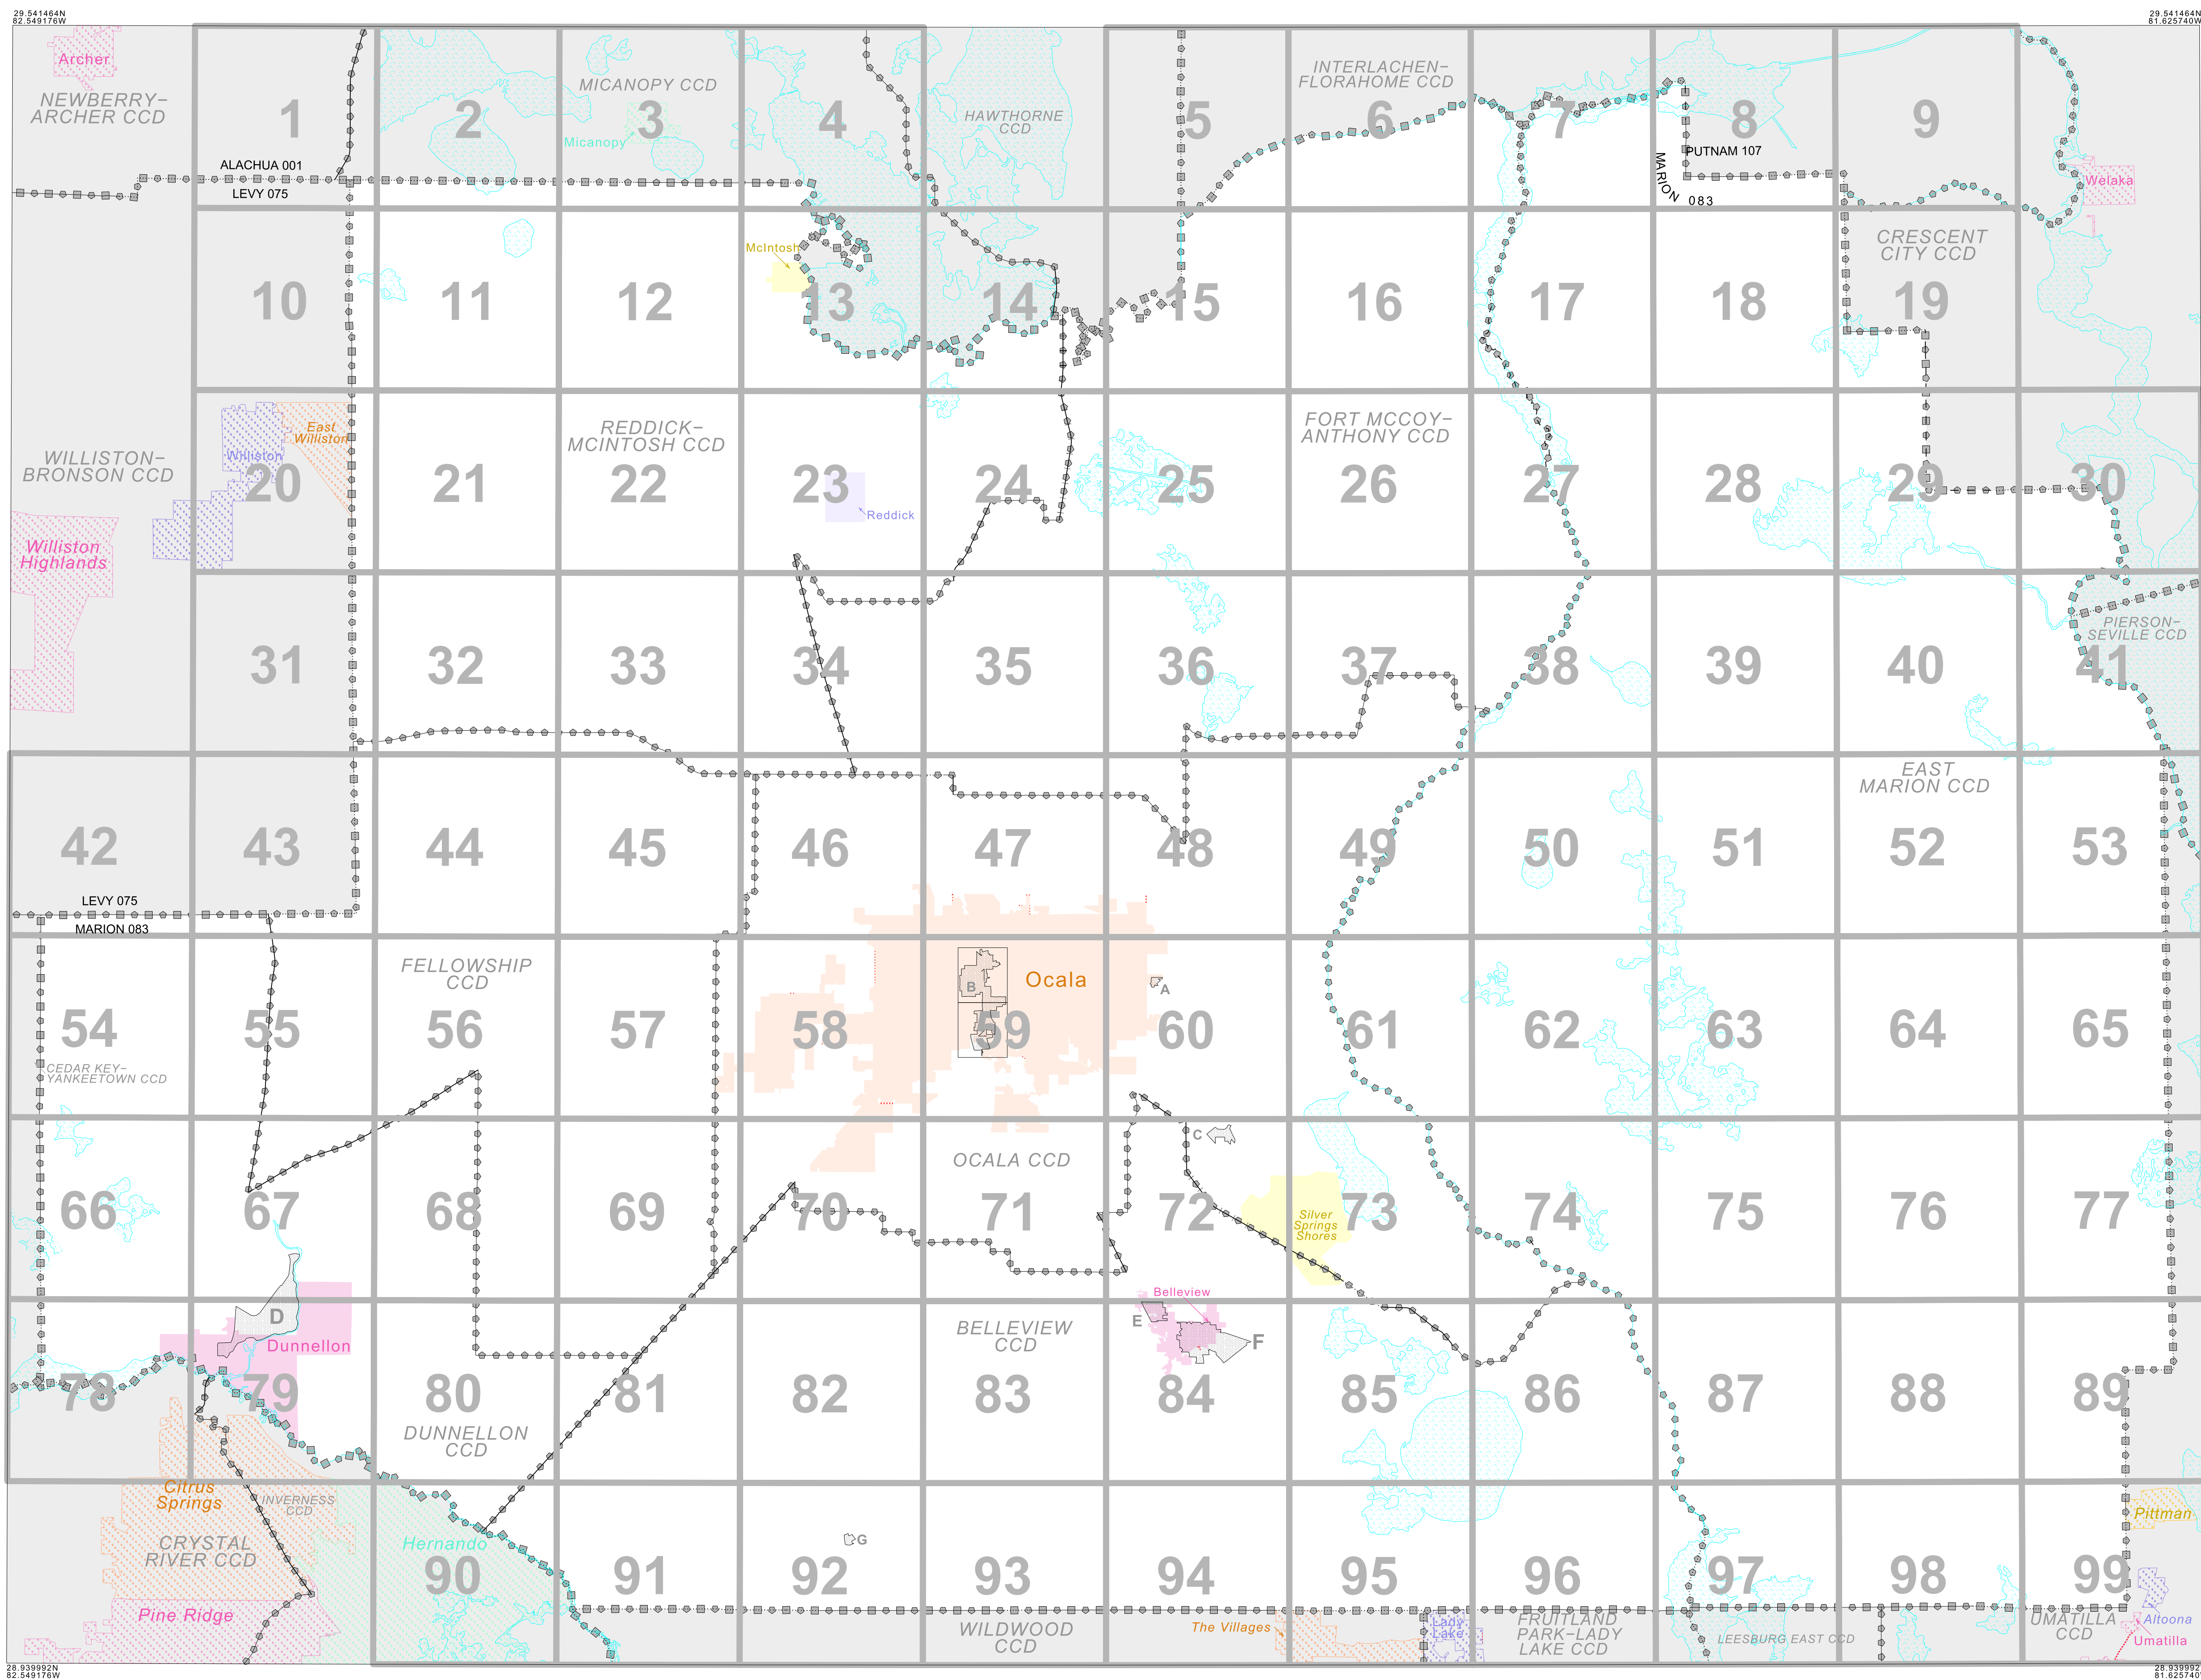 29.541464N
82.549176W
29.541464N
81.625740W
Archer
NEWBERRY-
ARCHER CCD
1
2
MICANOPY CCD
3
Micanopy
4
HAWTHORNE
CCD
5
INTERLACHEN-
FLORAHOME CCD
6
7
8
9
ALACHUA 001
LEVY 075
PUTNAM 107
MARION 083
Welaka
10
11
12
McIntosh
13
14
15
16
17
18
CRESCENT
CITY CCD
19
WILLISTON-
BRONSON CCD
East
Williston
Williston
20
21
REDDICK-
MCINTOSH CCD
22
23
Reddick
24
25
FORT MCCOY-
ANTHONY CCD
26
27
28
29
30
Williston
Highlands
31
32
33
34
35
36
37
38
39
40
PIERSON-
SEVILLE CCD
41
42
43
44
45
46
47
48
49
50
51
EAST
MARION CCD
52
53
LEVY 075
MARION 083
54
CEDAR KEY-
YANKEETOWN CCD
55
FELLOWSHIP
CCD
56
57
58
B
Ocala
59
A
60
61
62
63
64
65
66
67
68
69
70
OCALA CCD
71
C
72
Silver
Springs
Shores
73
74
75
76
77
D
Dunnellon
78
79
80
DUNNELLON
CCD
81
82
BELLEVIEW
CCD
83
Belleview
E
F
84
85
86
87
88
89
Citrus
Springs
INVERNESS
CCD
CRYSTAL
RIVER CCD
Pine Ridge
Hernando
90
91
G
92
93
WILDWOOD
CCD
94
The Villages
95
Lady
Lake
96
FRUITLAND
PARK-LADY
LAKE CCD
97
LEESBURG EAST CCD
98
99
UMATILLA
CCD
Pittman
Altoona
Umatilla
28.939992N
82.549176W
28.939992N
81.625740W